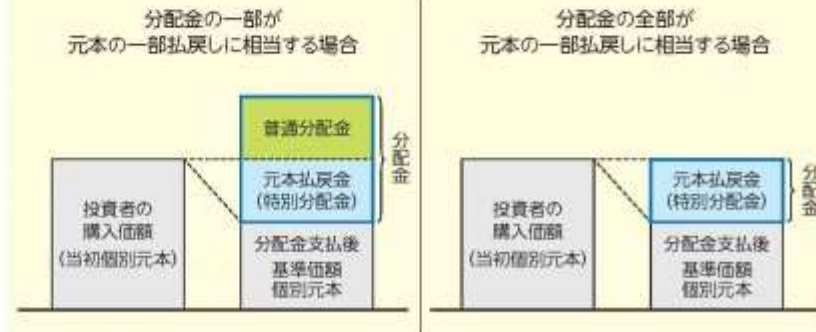 分配金の一部が
元本の一部払戻しに相当する場合
普通分配金
元本払戻金
(特別分配金)
分配金
投資者の
購入価額
(当初個別元本)
分配金支払後
基準価額
個別元本
分配金の全部が
元本の一部払戻しに相当する場合
元本払戻金
(特別分配金)
分配金
投資者の
購入価額
(当初個別元本)
分配金支払後
基準価額
個別元本